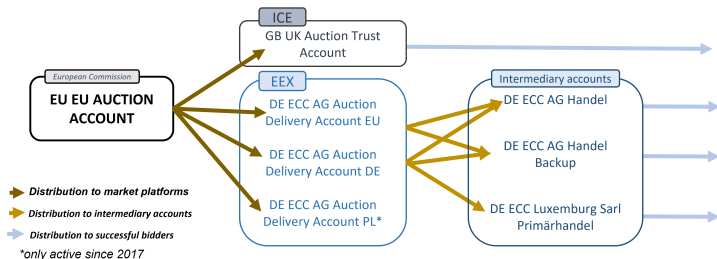 ICE
GB UK Auction Trust
Account
European Commission
EU EU AUCTION
ACCOUNT
EEX
DE ECC AG Auction
Delivery Account EU
DE ECC AG Auction
Delivery Account DE
DE ECC AG Auction
Delivery Account PL*
Intermediary accounts
DE ECC AG Handel
DE ECC AG Handel
Backup
DE ECC Luxemburg Sarl
Primärhandel
Distribution to market platforms
Distribution to intermediary accounts
Distribution to successful bidders
*only active since 2017